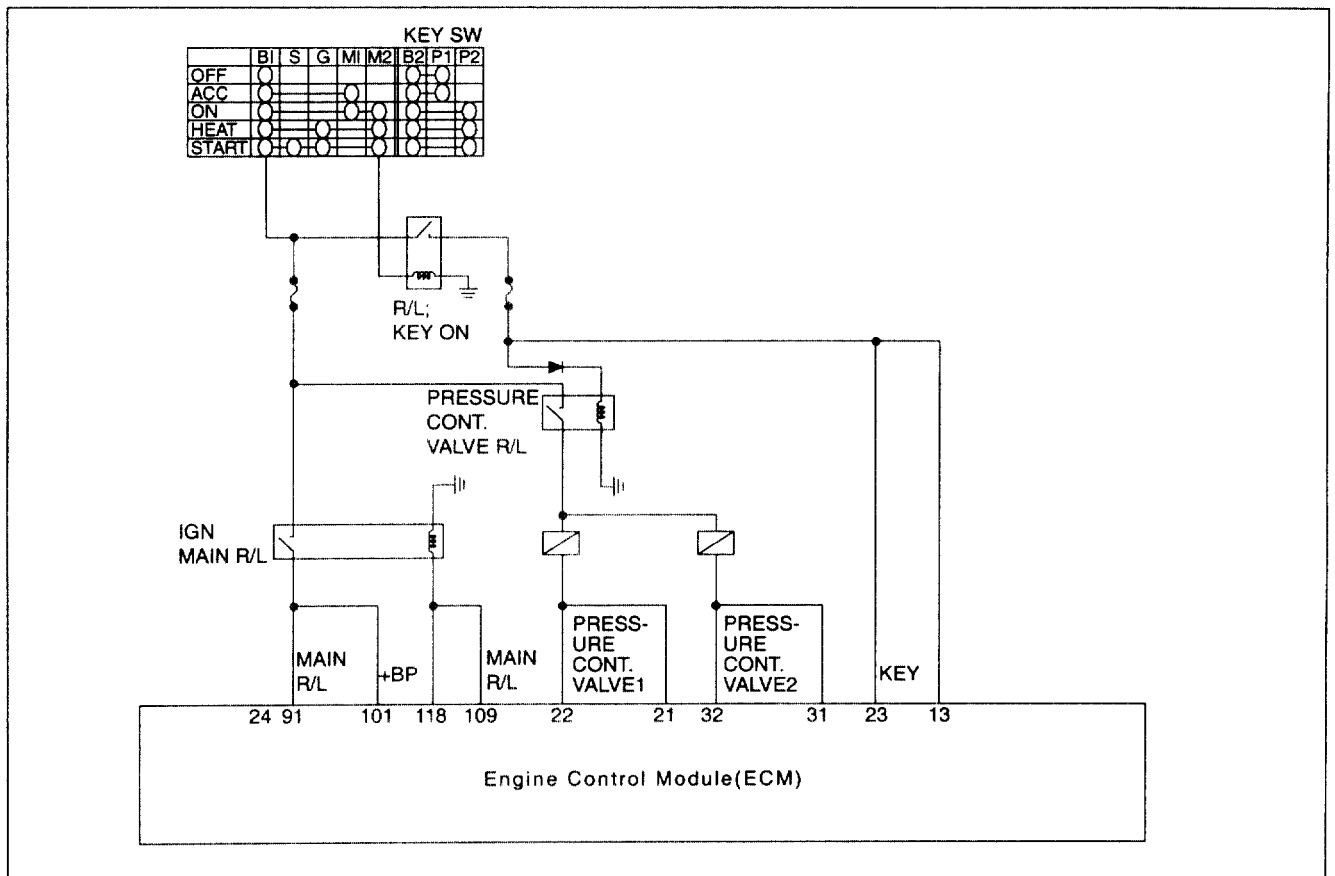 KEY SW
BI S G MI M2 B2 P1 P2
OFF
ACC
ON
HEAT
START
R/L;
KEY ON
PRESSURE
CONT.
VALVE R/L
IGN
MAIN R/L
MAIN
R/L
+BP
MAIN
R/L
PRESS-
URE
CONT.
VALVE1
PRESS-
URE
CONT.
VALVE2
KEY
24 91 101 118 109 22 21 32 31 23 13
Engine Control Module(ECM)